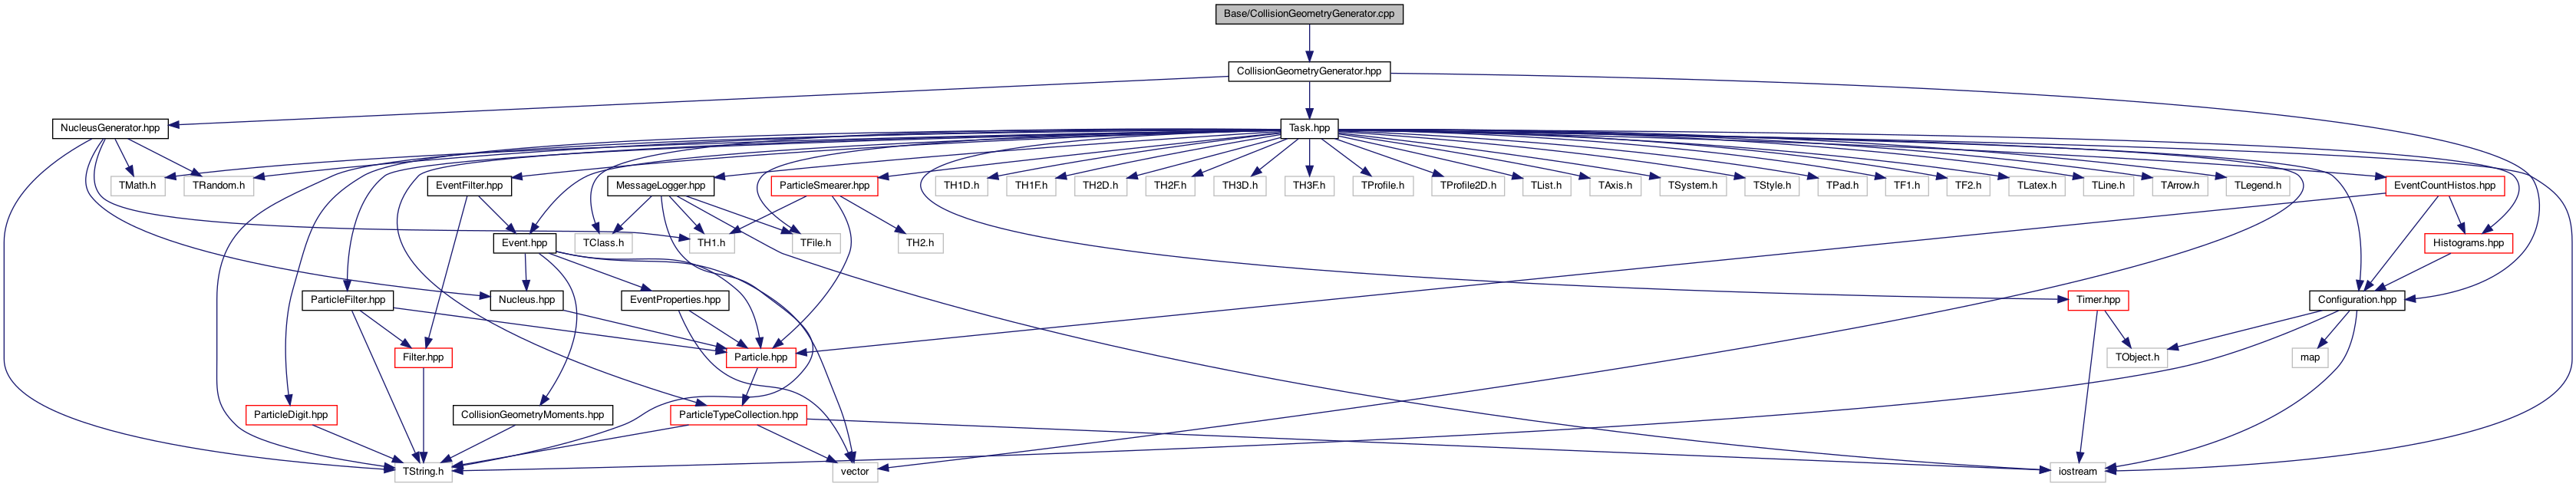 Base/CollisionGeometryGenerator.cpp
CollisionGeometryGenerator.hpp
NucleusGenerator.hpp
Task.hpp
TMath.h
TRandom.h
EventFilter.hpp
MessageLogger.hpp
ParticleSmearer.hpp
TH1D.h
TH1F.h
TH2D.h
TH2F.h
TH3D.h
TH3F.h
TProfile.h
TProfile2D.h
TList.h
TAxis.h
TSystem.h
TStyle.h
TPad.h
TF1.h
TF2.h
TLatex.h
TLine.h
TArrow.h
TLegend.h
EventCountHistos.hpp
Event.hpp
TClass.h
TH1.h
TFile.h
TH2.h
Histograms.hpp
ParticleFilter.hpp
Nucleus.hpp
EventProperties.hpp
Timer.hpp
Configuration.hpp
Filter.hpp
Particle.hpp
TObject.h
map
ParticleDigit.hpp
CollisionGeometryMoments.hpp
ParticleTypeCollection.hpp
TString.h
vector
iostream